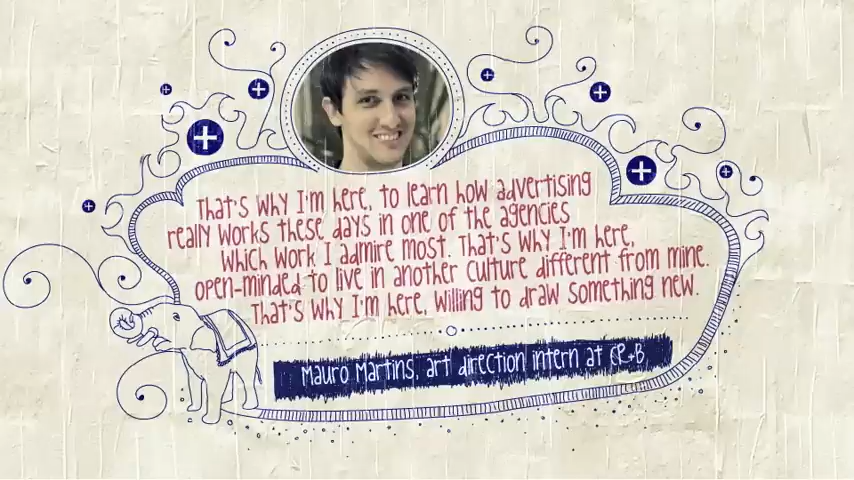 That's why I'm here, to learn how advertising
really works these days in one of the agencies
which work I admire most. That's why I'm here,
open-minded to live in another culture different from mine.
That's why I'm here, willing to draw something new.
Mauro Martins, art direction intern at CP+B.